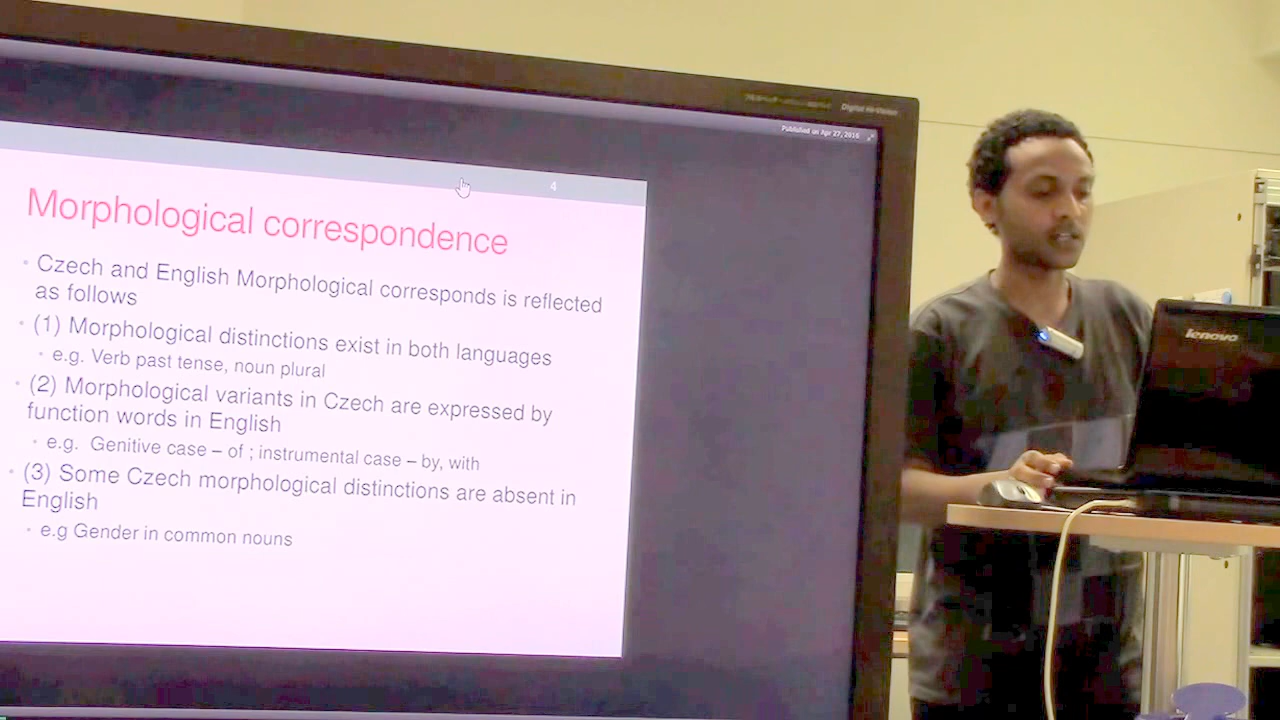 Digital Hi-Vision
Published on Apr 27, 2016
4
Morphological correspondence
Czech and English Morphological corresponds is reflected
as follows
(1) Morphological distinctions exist in both languages
e.g. Verb past tense, noun plural
(2) Morphological variants in Czech are expressed by
function words in English
e.g. Genitive case – of ; instrumental case – by, with
(3) Some Czech morphological distinctions are absent in
English
e.g Gender in common nouns
lenovo